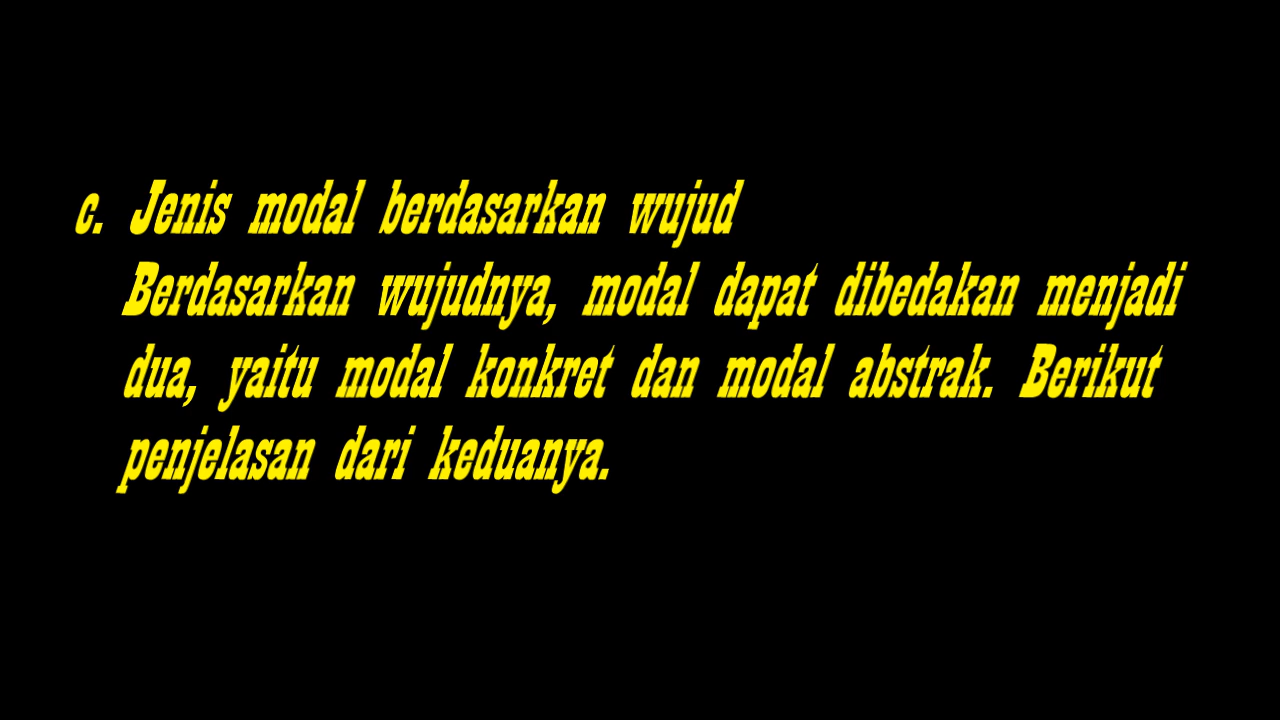 c. Jenis modal berdasarkan wujud
Berdasarkan wujudnya, modal dapat dibedakan menjadi
dua, yaitu modal konkret dan modal abstrak. Berikut
penjelasan dari keduanya.